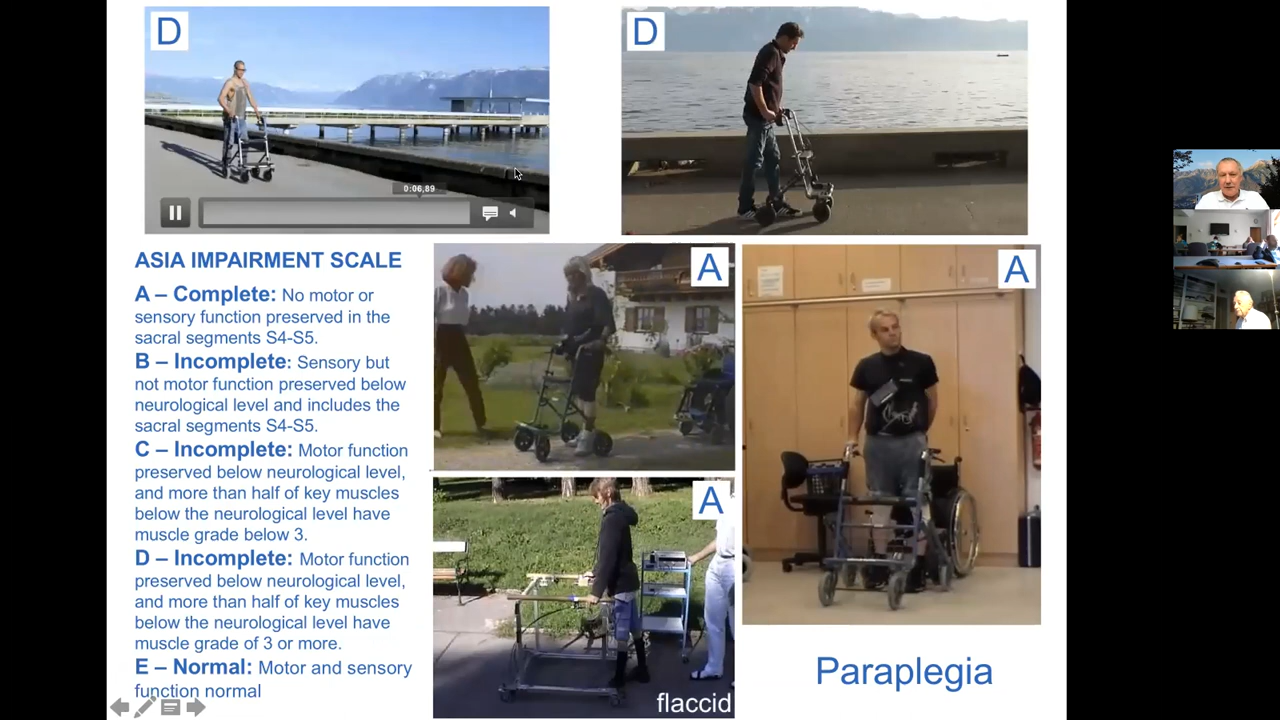 D
D
0:06,89
ASIA IMPAIRMENT SCALE
A – Complete: No motor or
sensory function preserved in the
sacral segments S4-S5.
B – Incomplete: Sensory but
not motor function preserved below
neurological level and includes the
sacral segments S4-S5.
C – Incomplete: Motor function
preserved below neurological level,
and more than half of key muscles
below the neurological level have
muscle grade below 3.
D – Incomplete: Motor function
preserved below neurological level,
and more than half of key muscles
below the neurological level have
muscle grade of 3 or more.
E – Normal: Motor and sensory
function normal
A
A
A
flaccid
Paraplegia